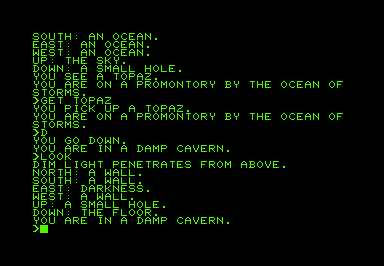 SOUTH: AN OCEAN.
EAST: AN OCEAN.
WEST: AN OCEAN.
UP: THE SKY.
DOWN: A SMALL HOLE.
YOU SEE A TOPAZ.
YOU ARE ON A PROMONTORY BY THE OCEAN OF
STORMS.
>GET TOPAZ
YOU PICK UP A TOPAZ.
YOU ARE ON A PROMONTORY BY THE OCEAN OF
STORMS.
>D
YOU GO DOWN.
YOU ARE IN A DAMP CAVERN.
>LOOK
DIM LIGHT PENETRATES FROM ABOVE.
NORTH: A WALL.
SOUTH: A WALL.
EAST: DARKNESS.
WEST: A WALL.
UP: A SMALL HOLE.
DOWN: THE FLOOR.
YOU ARE IN A DAMP CAVERN.
>